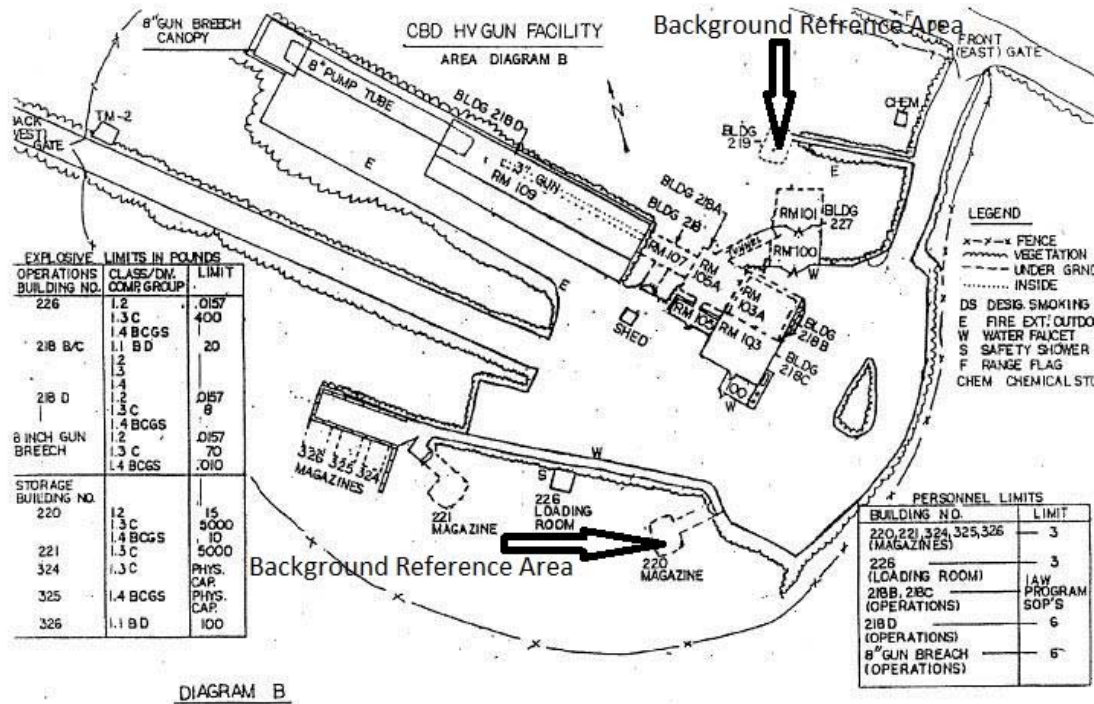 8" GUN BREECH
CANOPY
CBD HV GUN FACILITY
AREA DIAGRAM B
Background Refrence Area
FRONT
(EAST) GATE
F
8" PUMP TUBE
BLDG 218D
TM-2
GATE
N
CHEM
BLDG
219
E
3" GUN
RM 109
E
BLDG 218A
BLDG 218
RM 101
BLDG
227
TUNNEL
RM 100
W
RM 107
RM
105A
RM
103A
RM 105
RM 103
BLDG
218B
BLDG
218C
100
W
SHED
E
LEGEND
x-x-x FENCE
VEGETATION
UNDER GRND
INSIDE
DS DESIG. SMOKING
E FIRE EXT. OUTDO
W WATER FAUCET
S SAFETY SHOWER
F RANGE FLAG
CHEM CHEMICAL STO
EXPLOSIVE LIMITS IN POUNDS
OPERATIONS BUILDING NO. CLASS/DIV. COMP. GROUP LIMIT
226 1.2 .0157
1.3 C 400
1.4 BCGS
218 B/C 1.1 BD 20
1.2
1.3
1.4
218 D 1.2 .0157
1.3 C 8
1.4 BCGS
8 INCH GUN BREECH 1.2 .0157
1.3 C 70
1.4 BCGS .010
STORAGE
BUILDING NO.
220 1.2 15
1.3 C 5000
1.4 BCGS 10
221 1.3 C 5000
324 1.3 C PHYS. CAP.
325 1.4 BCGS PHYS. CAP.
326 1.1 BD 100
326 325 324
MAGAZINES
221
MAGAZINE
S
226
LOADING
ROOM
W
Background Reference Area
220
MAGAZINE
PERSONNEL LIMITS
BUILDING NO. LIMIT
220,221,324,325,326 3
(MAGAZINES)
226 3
(LOADING ROOM)
218B, 218C IAW PROGRAM SOP'S
(OPERATIONS)
218D 6
(OPERATIONS)
8" GUN BREACH 6
(OPERATIONS)
DIAGRAM B